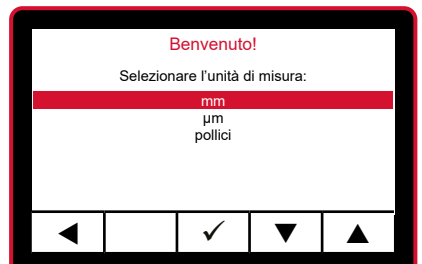 Benvenuto!
Selezionare l'unità di misura:
mm
µm
pollici